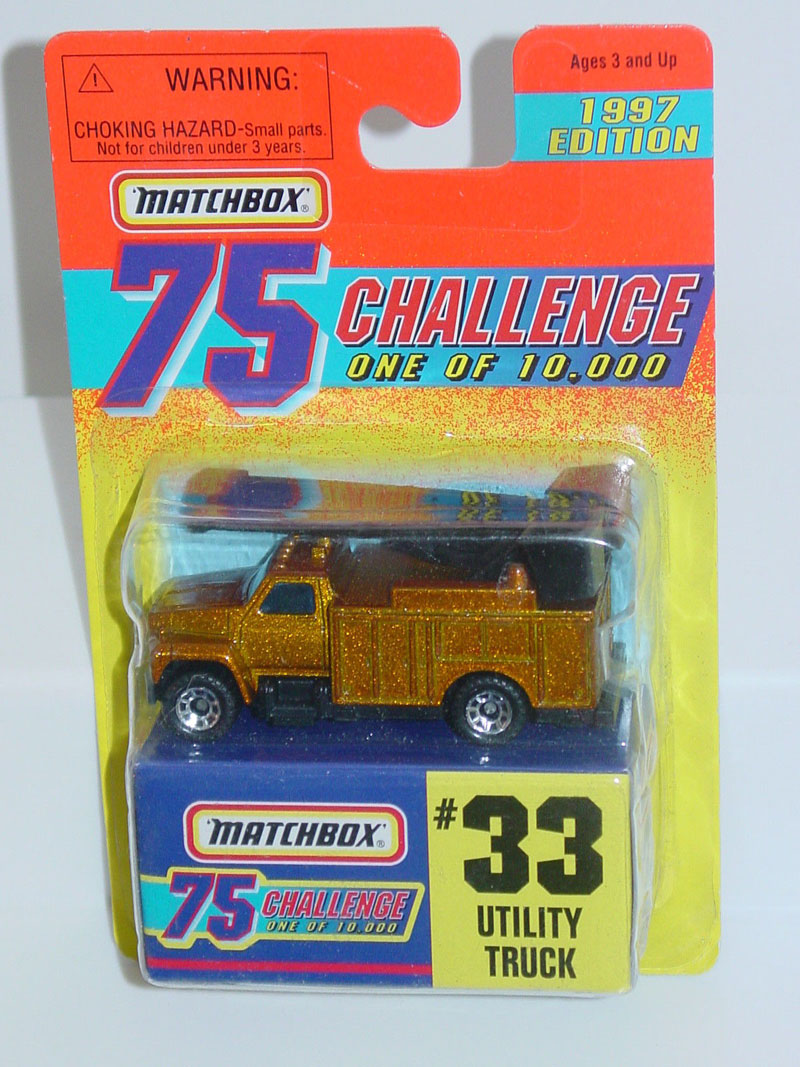 WARNING:
CHOKING HAZARD-Small parts.
Not for children under 3 years.
Ages 3 and Up
1997
EDITION
"MATCHBOX"®
75
CHALLENGE
ONE OF 10,000
"MATCHBOX"®
75 CHALLENGE
ONE OF 10,000
#33
UTILITY
TRUCK